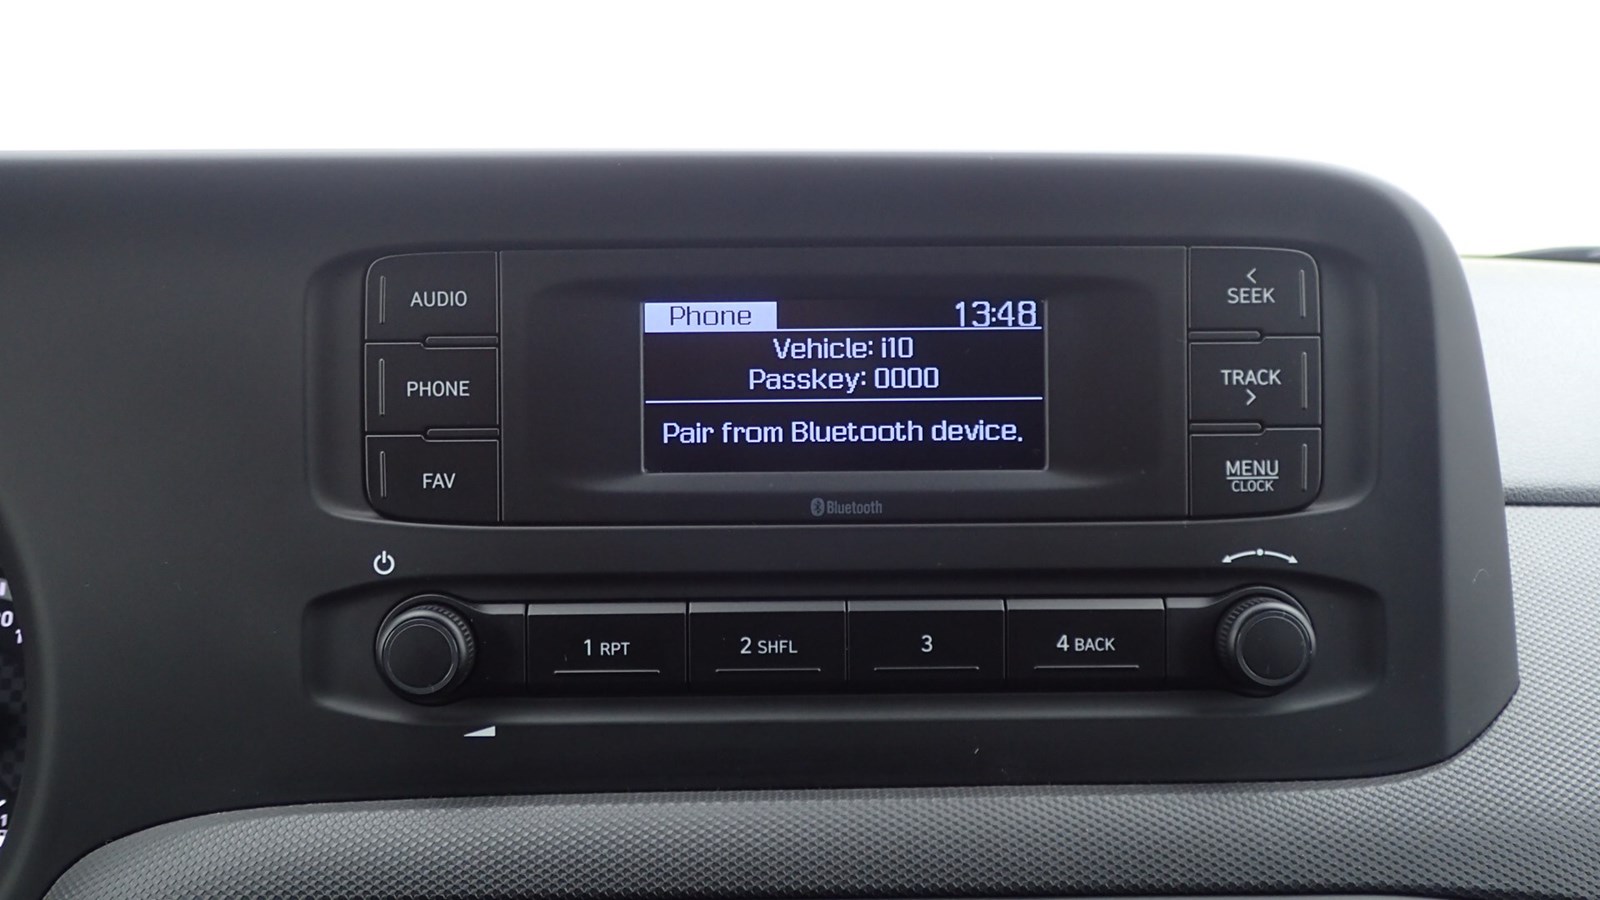 AUDIO
PHONE
FAV
Phone 13:48
Vehicle: i10
Passkey: 0000
Pair from Bluetooth device.
Bluetooth
<
SEEK
TRACK
>
MENU
CLOCK
1 RPT
2 SHFL
3
4 BACK